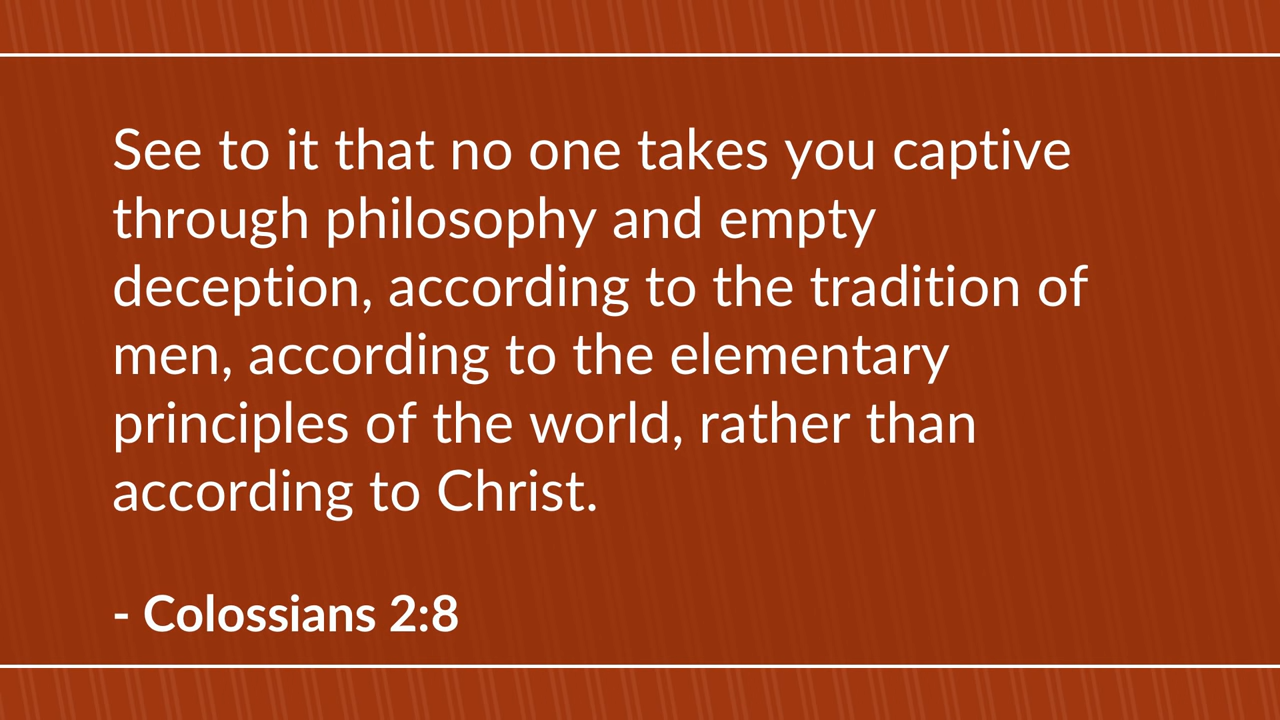 See to it that no one takes you captive
through philosophy and empty
deception, according to the tradition of
men, according to the elementary
principles of the world, rather than
according to Christ.
- Colossians 2:8